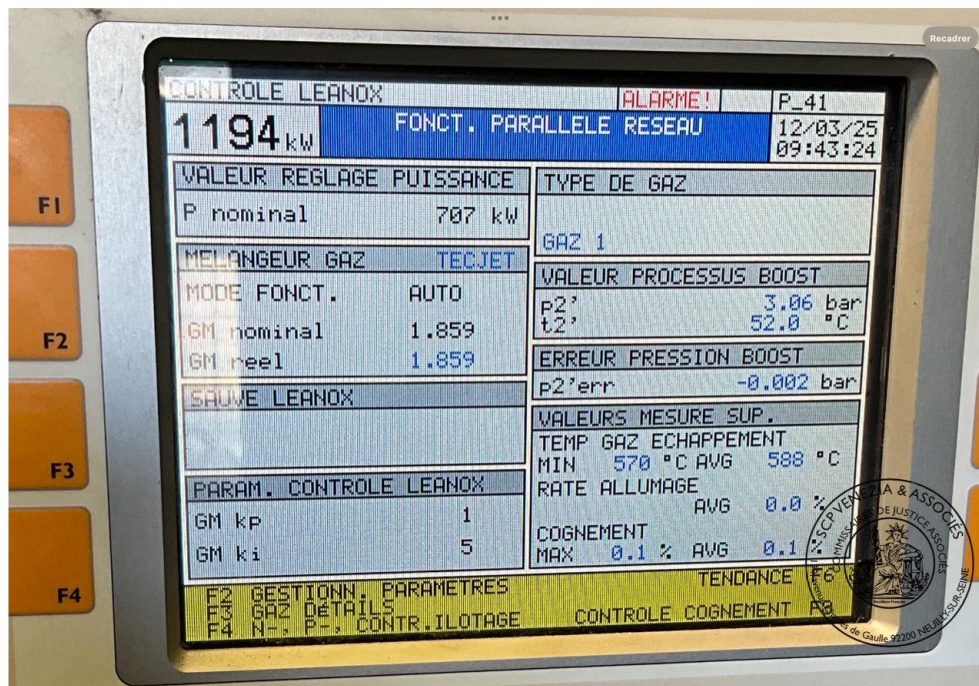 Recadrer
CONTROLE LEANOX
ALARME!
P_41
1194 kW
FONCT. PARALLELE RESEAU
12/03/25
09:43:24
VALEUR REGLAGE PUISSANCE
P nominal 707 kW
TYPE DE GAZ
GAZ 1
MELANGEUR GAZ TECJET
MODE FONCT. AUTO
GM nominal 1.859
GM reel 1.859
VALEUR PROCESSUS BOOST
p2' 3.06 bar
t2' 52.0 °C
ERREUR PRESSION BOOST
p2'err -0.002 bar
SAUVE LEANOX
VALEURS MESURE SUP.
TEMP GAZ ECHAPPEMENT
MIN 570 °C AVG 588 °C
RATE ALLUMAGE
AVG 0.0 %
COGNEMENT
MAX 0.1 % AVG 0.1 %
PARAM. CONTROLE LEANOX
GM kp 1
GM ki 5
F2 GESTIONN. PARAMETRES
F3 GAZ DéTAILS
F4 N-, P-, CONTR.ILOTAGE
TENDANCE F6
CONTROLE COGNEMENT
F1
F2
F3
F4
SCP VENEZIA & ASSOCIÉS
DE JUSTICE ASSOCIÉS
de Gaulle 92200 NEUILLY-SUR-SEINE